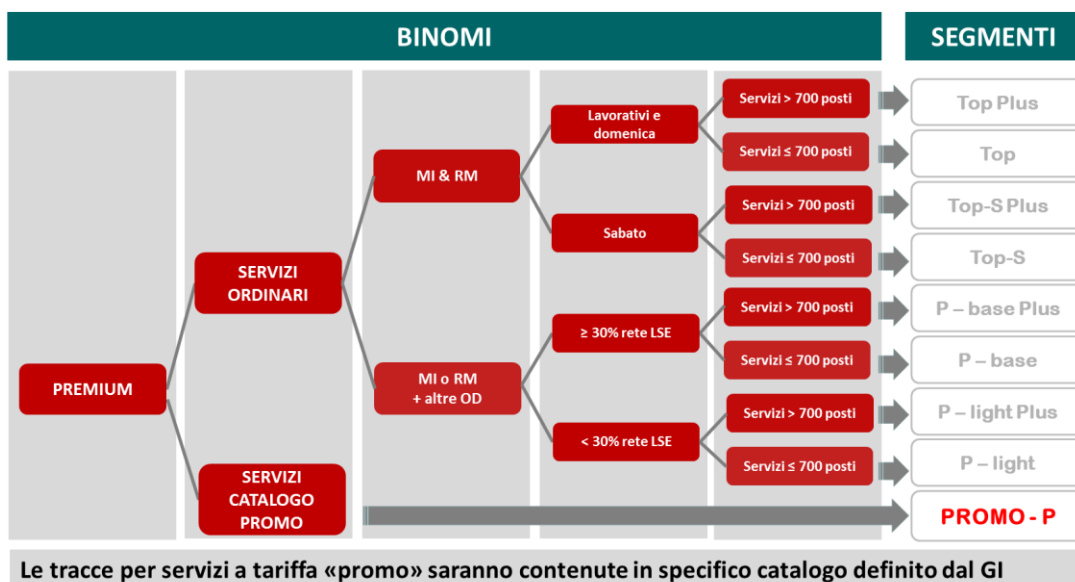 BINOMI
SEGMENTI
Servizi > 700 posti
Top Plus
Lavorativi e
domenica
Servizi ≤ 700 posti
Top
MI & RM
Servizi > 700 posti
Top-S Plus
Sabato
Servizi ≤ 700 posti
Top-S
SERVIZI
ORDINARI
Servizi > 700 posti
P – base Plus
≥ 30% rete LSE
Servizi ≤ 700 posti
P – base
PREMIUM
MI o RM
+ altre OD
Servizi > 700 posti
P – light Plus
< 30% rete LSE
Servizi ≤ 700 posti
P – light
SERVIZI
CATALOGO
PROMO
PROMO - P
Le tracce per servizi a tariffa «promo» saranno contenute in specifico catalogo definito dal GI